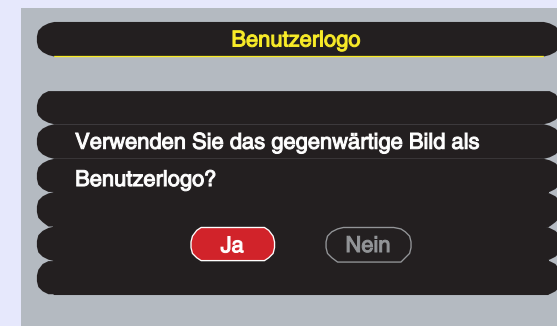 Benutzerlogo
Verwenden Sie das gegenwärtige Bild als
Benutzerlogo?
Ja
Nein